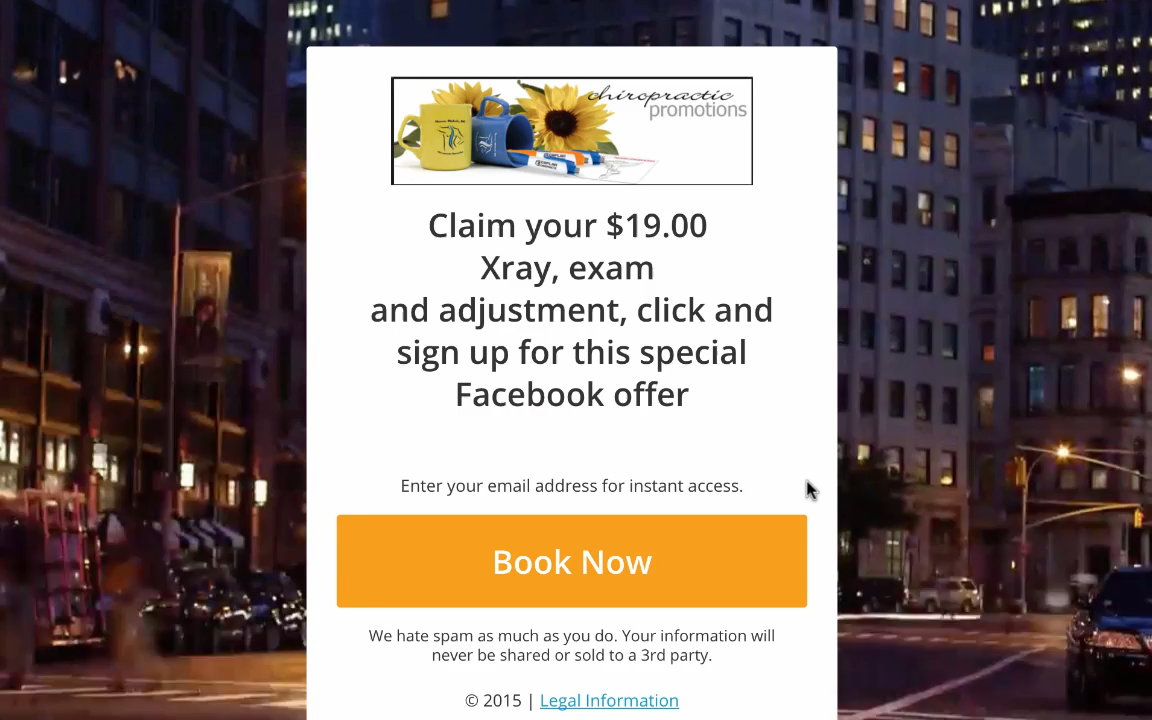 chiropractic
promotions
Claim your $19.00
Xray, exam
and adjustment, click and
sign up for this special
Facebook offer
Enter your email address for instant access.
Book Now
We hate spam as much as you do. Your information will
never be shared or sold to a 3rd party.
© 2015 | Legal Information